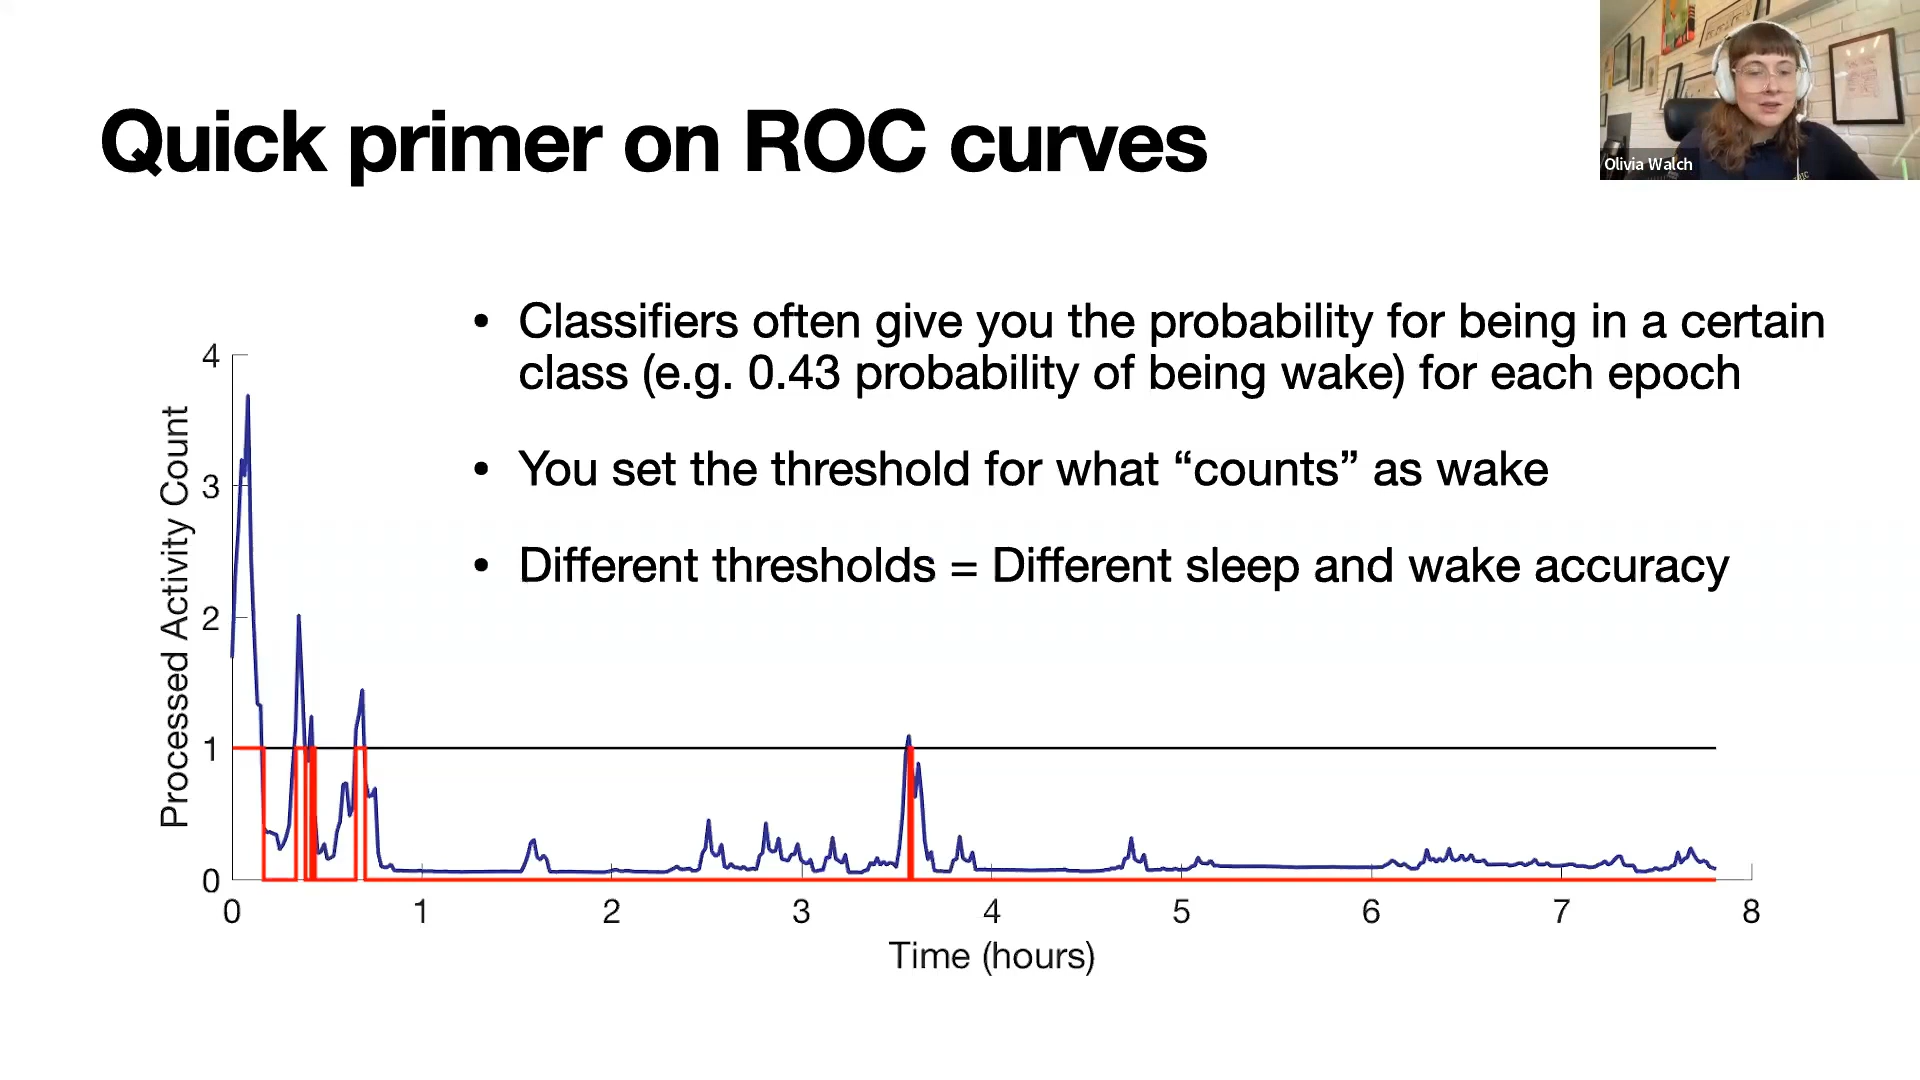 Quick primer on ROC curves
Olivia Walch
• Classifiers often give you the probability for being in a certain
class (e.g. 0.43 probability of being wake) for each epoch
• You set the threshold for what “counts” as wake
• Different thresholds = Different sleep and wake accuracy
Processed Activity Count
4
3
2
1
0
0 1 2 3 4 5 6 7 8
Time (hours)